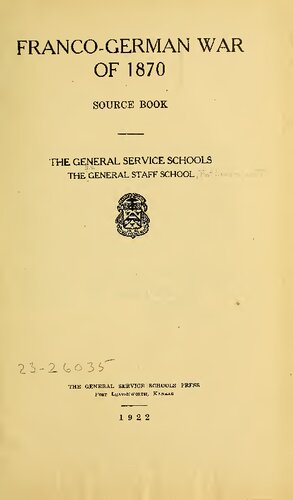 FRANCO-GERMAN WAR
OF 1870
SOURCE BOOK
THE GENERAL SERVICE SCHOOLS
THE GENERAL STAFF SCHOOL
23-26035
THE GENERAL SERVICE SCHOOLS PRESS
FORT LEAVENWORTH, KANSAS
1922